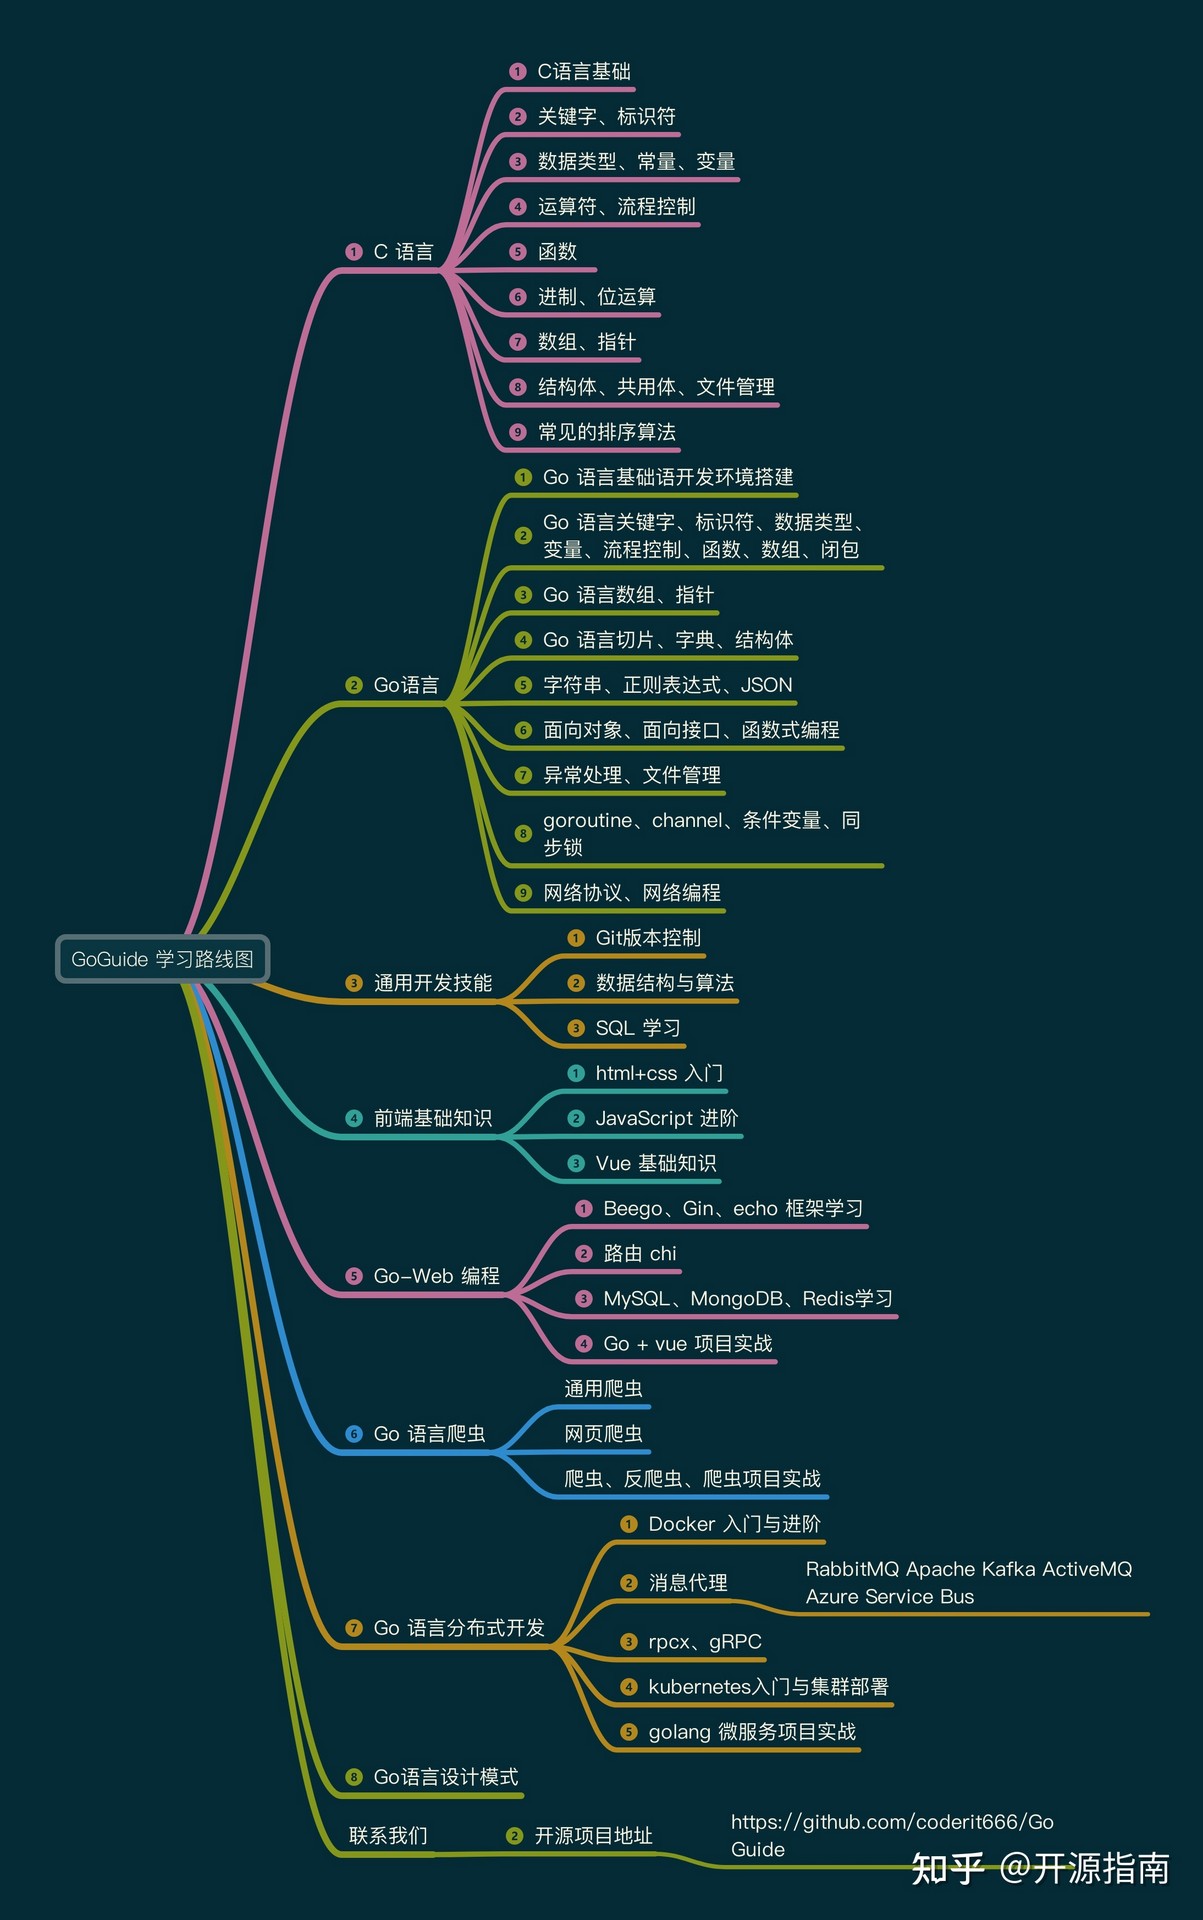 1 C语言基础
2 关键字、标识符
3 数据类型、常量、变量
4 运算符、流程控制
1 C 语言
5 函数
6 进制、位运算
7 数组、指针
8 结构体、共用体、文件管理
9 常见的排序算法
1 Go 语言基础语开发环境搭建
2 Go 语言关键字、标识符、数据类型、
变量、流程控制、函数、数组、闭包
3 Go 语言数组、指针
4 Go 语言切片、字典、结构体
2 Go语言
5 字符串、正则表达式、JSON
6 面向对象、面向接口、函数式编程
7 异常处理、文件管理
8 goroutine、channel、条件变量、同
步锁
9 网络协议、网络编程
GoGuide 学习路线图
1 Git版本控制
3 通用开发技能
2 数据结构与算法
3 SQL 学习
1 html+css 入门
4 前端基础知识
2 JavaScript 进阶
3 Vue 基础知识
1 Beego、Gin、echo 框架学习
2 路由 chi
5 Go-Web 编程
3 MySQL、MongoDB、Redis学习
4 Go + vue 项目实战
通用爬虫
6 Go 语言爬虫
网页爬虫
爬虫、反爬虫、爬虫项目实战
1 Docker 入门与进阶
2 消息代理
RabbitMQ Apache Kafka ActiveMQ
Azure Service Bus
7 Go 语言分布式开发
3 rpcx、gRPC
4 kubernetes入门与集群部署
5 golang 微服务项目实战
8 Go语言设计模式
联系我们
2 开源项目地址
https://github.com/coderit666/Go
Guide
知乎 @开源指南